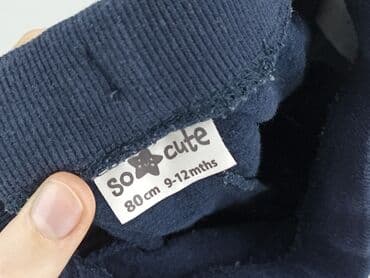 so cute
80cm 9-12mths